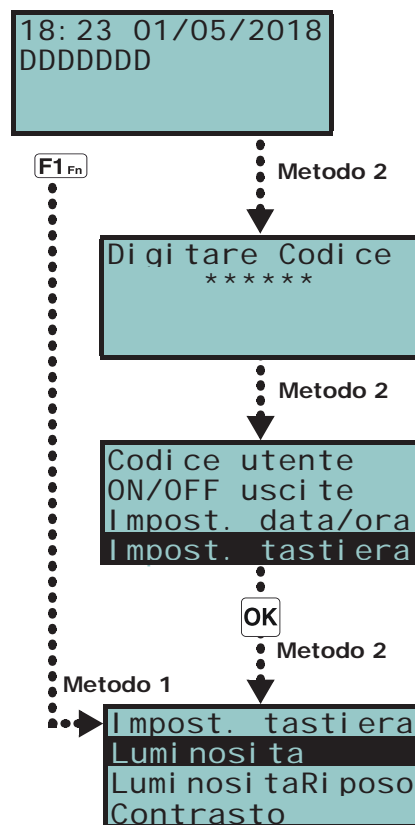 18:23 01/05/2018
DDDDDDD
F1 Fn
Metodo 2
Digitare Codice
******
Metodo 2
Codice utente
ON/OFF uscite
Impost. data/ora
Impost. tastiera
OK
Metodo 2
Metodo 1
Impost. tastiera
Luminosita
LuminositaRiposo
Contrasto